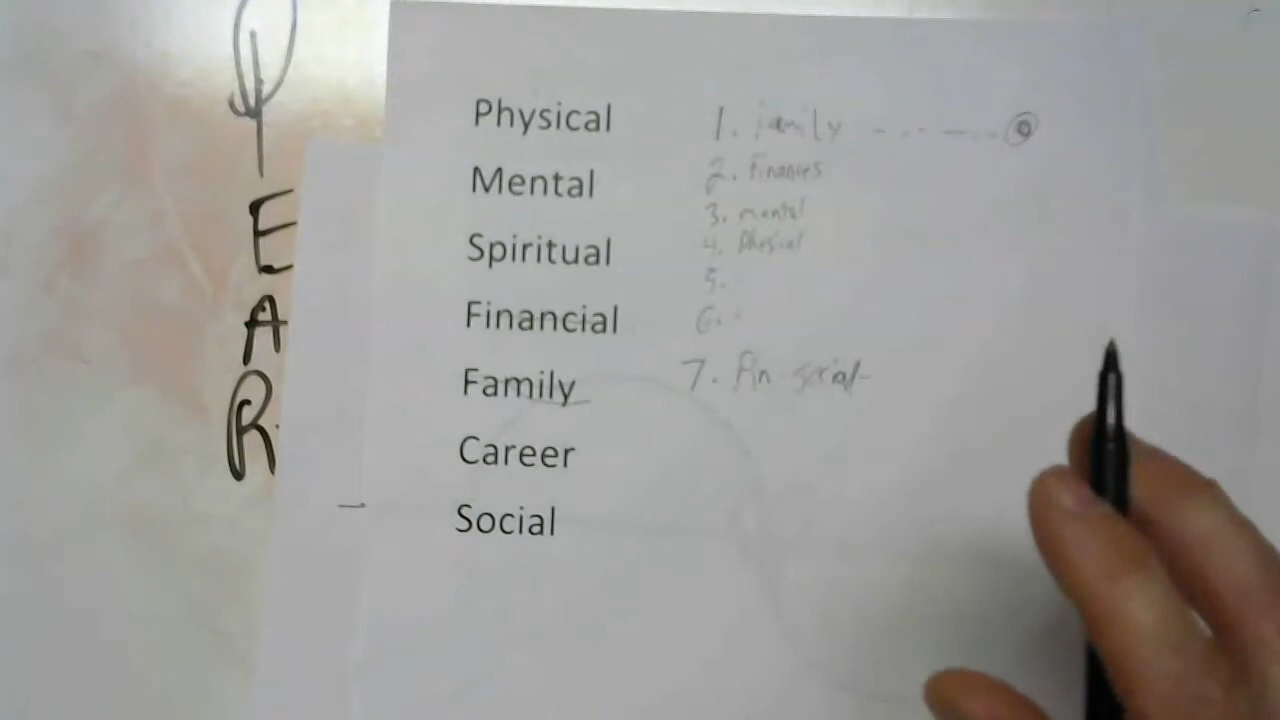 E
A
R
Physical
Mental
Spiritual
Financial
Family
Career
Social
1. Family
2. Finances
3. mental
4. Physical
5.
6.
7. Fin social